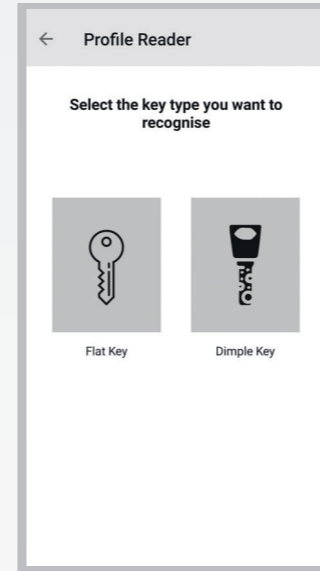 Profile Reader
Select the key type you want to
recognise
Flat Key
Dimple Key